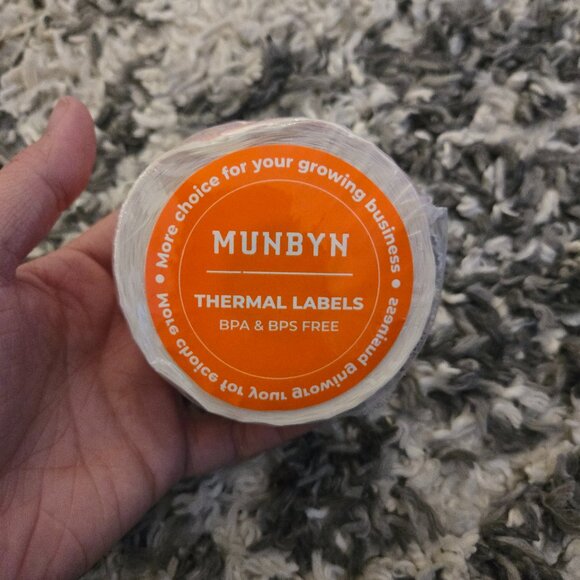 More choice for your growing business
MUNBYN
THERMAL LABELS
BPA & BPS FREE
More choice for your growing business